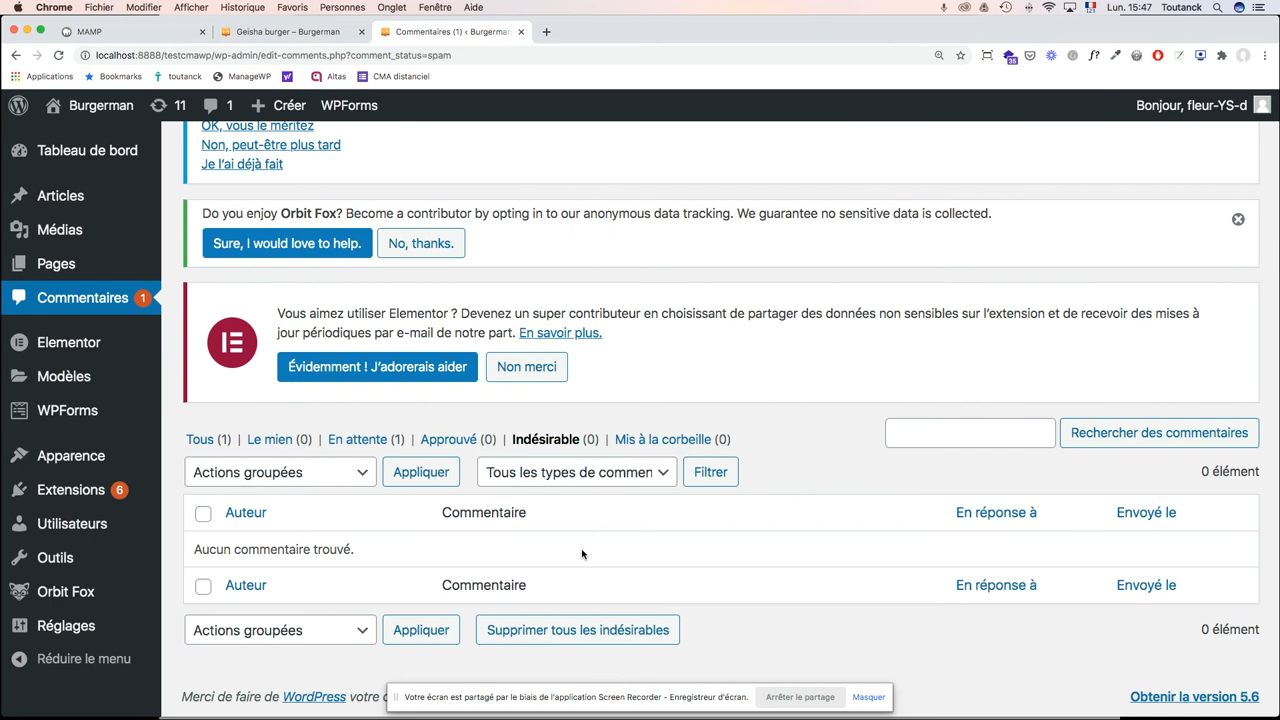 Chrome Fichier Modifier Afficher Historique Favoris Personnes Onglet Fenêtre Aide Lun. 15:47 Toutanck
MAMP Geisha burger – Burgerman Commentaires (1) ‹ Burgerman
localhost:8888/testcmawp/wp-admin/edit-comments.php?comment_status=spam
Applications Bookmarks toutanck ManageWP Altas CMA distanciel
Burgerman 11 1 Créer WPForms Bonjour, fleur-YS-d
OK, vous le méritez
Non, peut-être plus tard
Je l'ai déjà fait
Tableau de bord
Articles
Médias
Pages
Commentaires 1
Elementor
Modèles
WPForms
Apparence
Extensions 6
Utilisateurs
Outils
Orbit Fox
Réglages
Réduire le menu
Do you enjoy Orbit Fox? Become a contributor by opting in to our anonymous data tracking. We guarantee no sensitive data is collected.
Sure, I would love to help. No, thanks.
Vous aimez utiliser Elementor ? Devenez un super contributeur en choisissant de partager des données non sensibles sur l'extension et de recevoir des mises à
jour périodiques par e-mail de notre part. En savoir plus.
Évidemment ! J'adorerais aider Non merci
Tous (1) | Le mien (0) | En attente (1) | Approuvé (0) | Indésirable (0) | Mis à la corbeille (0) Rechercher des commentaires
Actions groupées Appliquer Tous les types de commen Filtrer 0 élément
Auteur Commentaire En réponse à Envoyé le
Aucun commentaire trouvé.
Auteur Commentaire En réponse à Envoyé le
Actions groupées Appliquer Supprimer tous les indésirables 0 élément
Merci de faire de WordPress votre Obtenir la version 5.6
Votre écran est partagé par le biais de l'application Screen Recorder – Enregistreur d'écran. Arrêter le partage Masquer